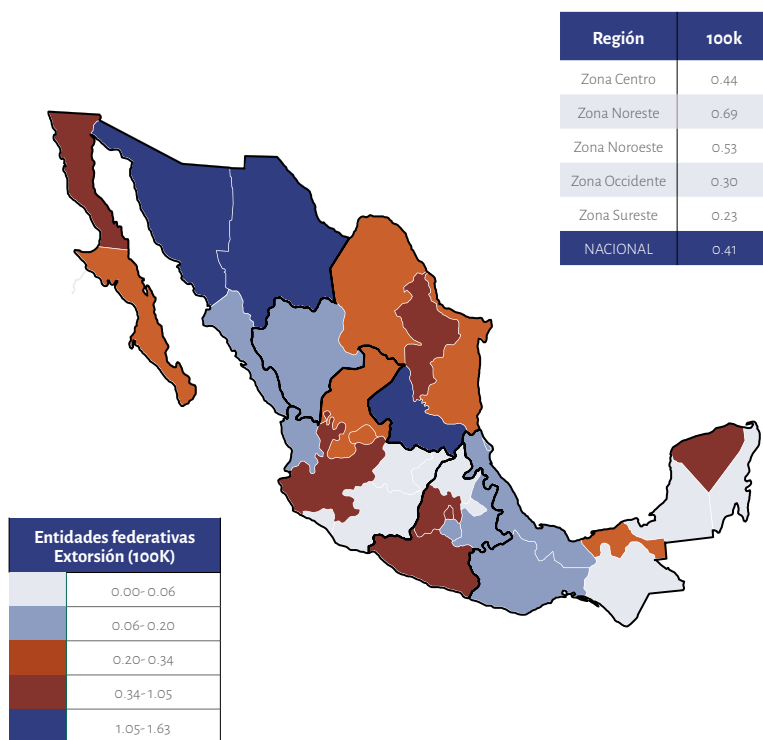 Región 100k
Zona Centro 0.44
Zona Noreste 0.69
Zona Noroeste 0.53
Zona Occidente 0.30
Zona Sureste 0.23
NACIONAL 0.41
Entidades federativas
Extorsión (100K)
0.00-0.06
0.06-0.20
0.20-0.34
0.34-1.05
1.05-1.63